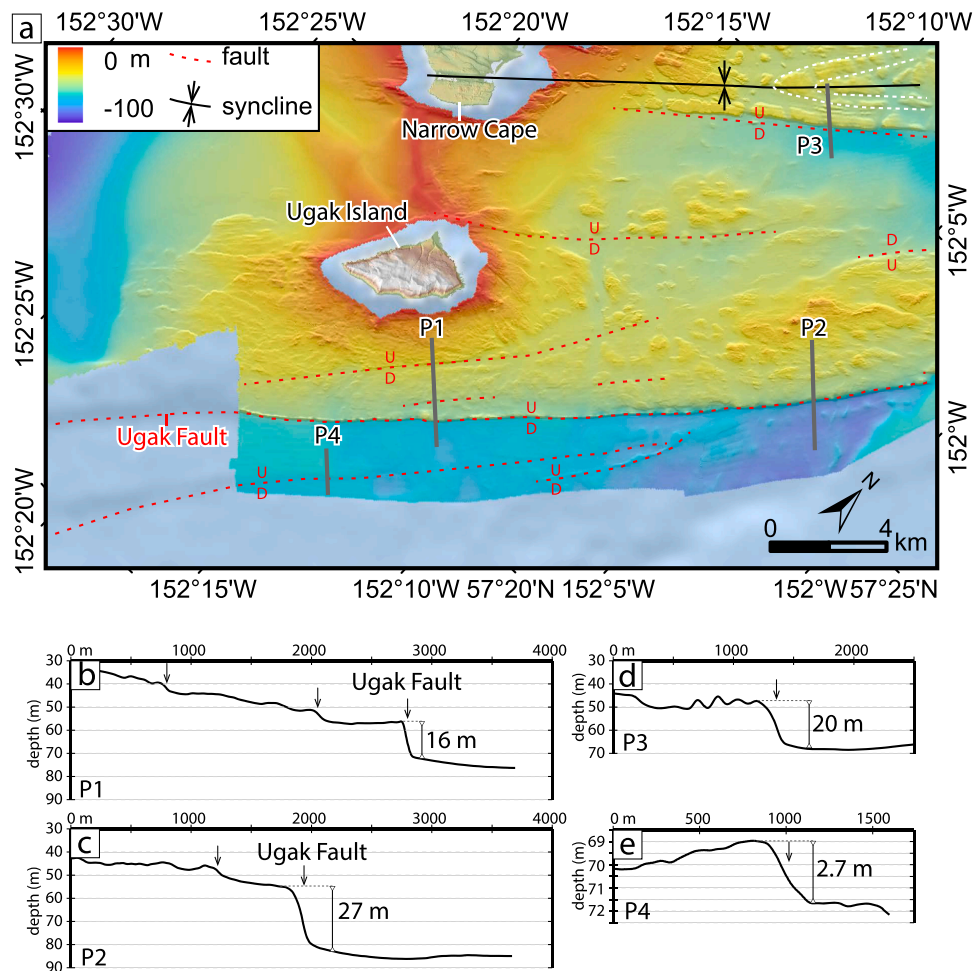 152°30'W 152°25'W 152°20'W 152°15'W 152°10'W
a
0 m
-100
fault
syncline
152°30'W
152°25'W
152°20'W
152°5'W
152°W
Narrow Cape
Ugak Island
U
D
P3
U
D
D
U
P1
P2
U
D
U
D
Ugak Fault
P4
U
D
U
D
N
0 4
km
152°15'W 152°10'W 57°20'N 152°5'W 152°W 57°25'N
b
0 m 1000 2000 3000 4000
30
40
50
60
70
80
90
depth (m)
Ugak Fault
16 m
P1
c
0 m 1000 2000 3000 4000
30
40
50
60
70
80
90
depth (m)
Ugak Fault
27 m
P2
d
0 m 1000 2000
30
40
50
60
70
depth (m)
20 m
P3
e
0 m 500 1000 1500
69
70
71
72
depth (m)
2.7 m
P4